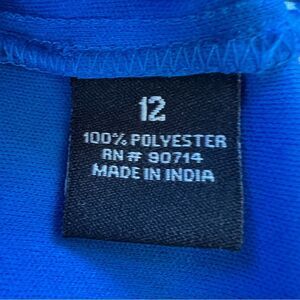 12
100% POLYESTER
RN # 90714
MADE IN INDIA